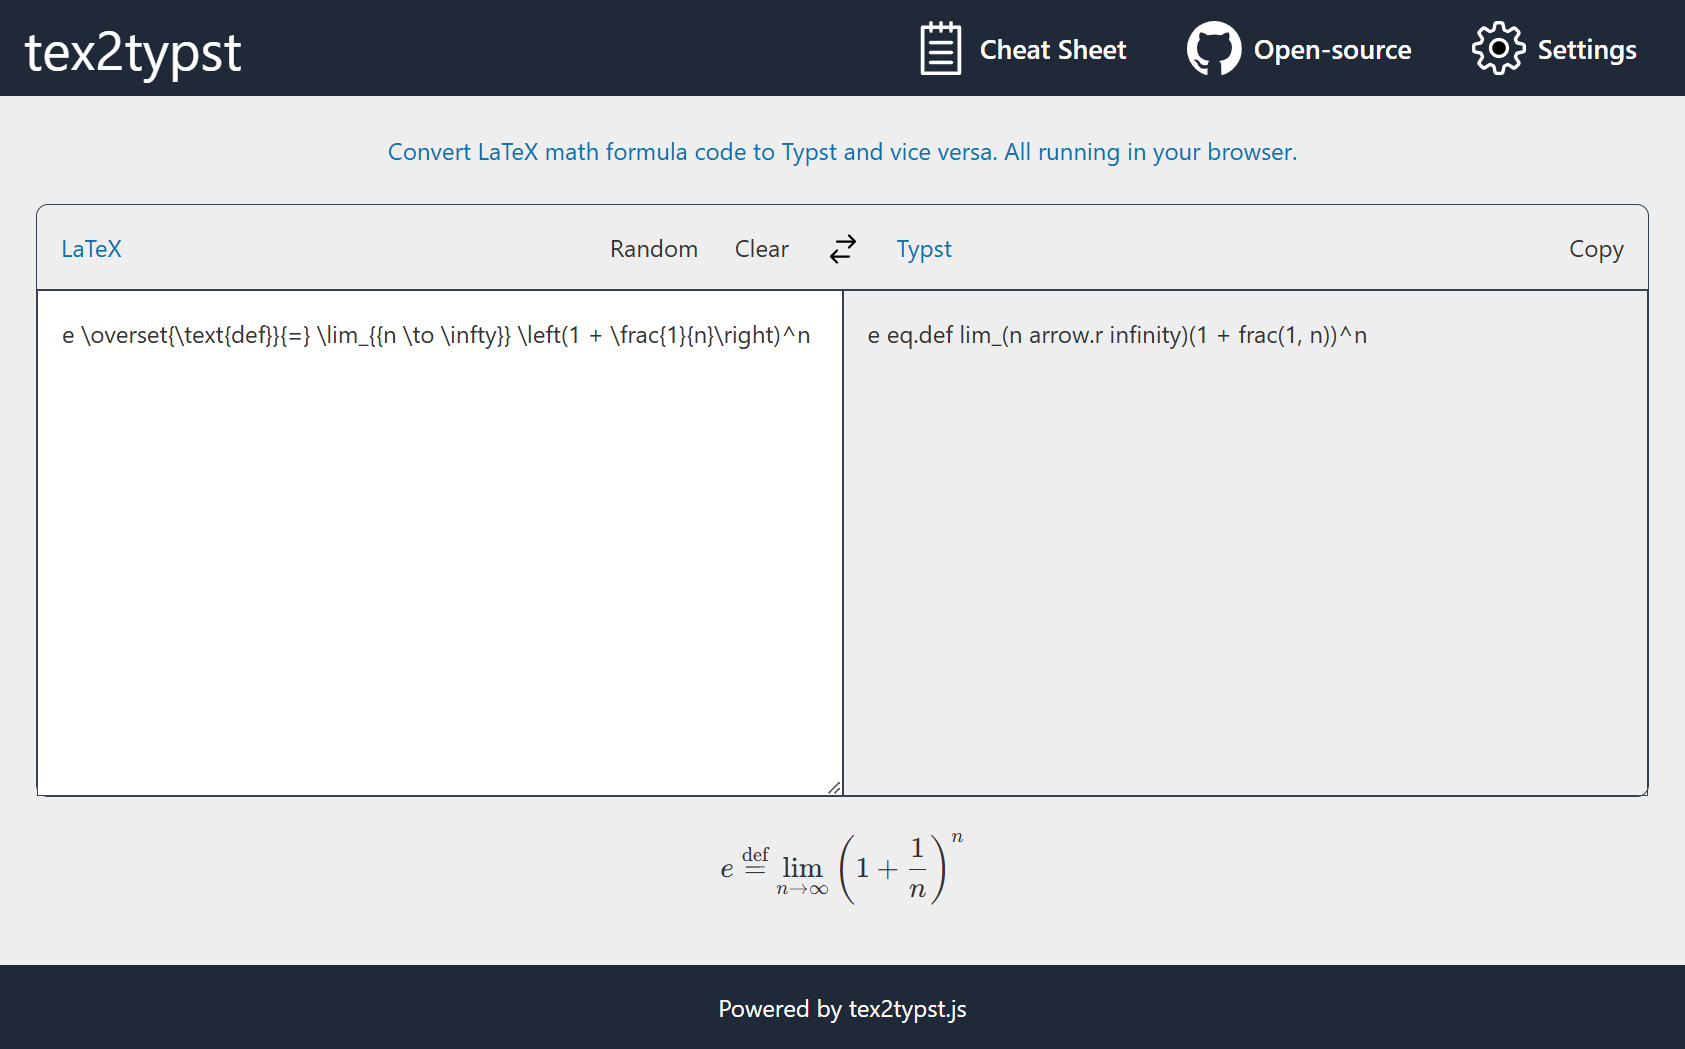 tex2typst
Cheat Sheet
Open-source
Settings
Convert LaTeX math formula code to Typst and vice versa. All running in your browser.
LaTeX
Random
Clear
Typst
Copy
e \overset{\text{def}}{=} \lim_{{n \to \infty}} \left(1 + \frac{1}{n}\right)^n
e eq.def lim_(n arrow.r infinity)(1 + frac(1, n))^n
e \overset{\text{def}}{=} \lim_{n→∞} \left(1 + \frac{1}{n}\right)^n
Powered by tex2typst.js